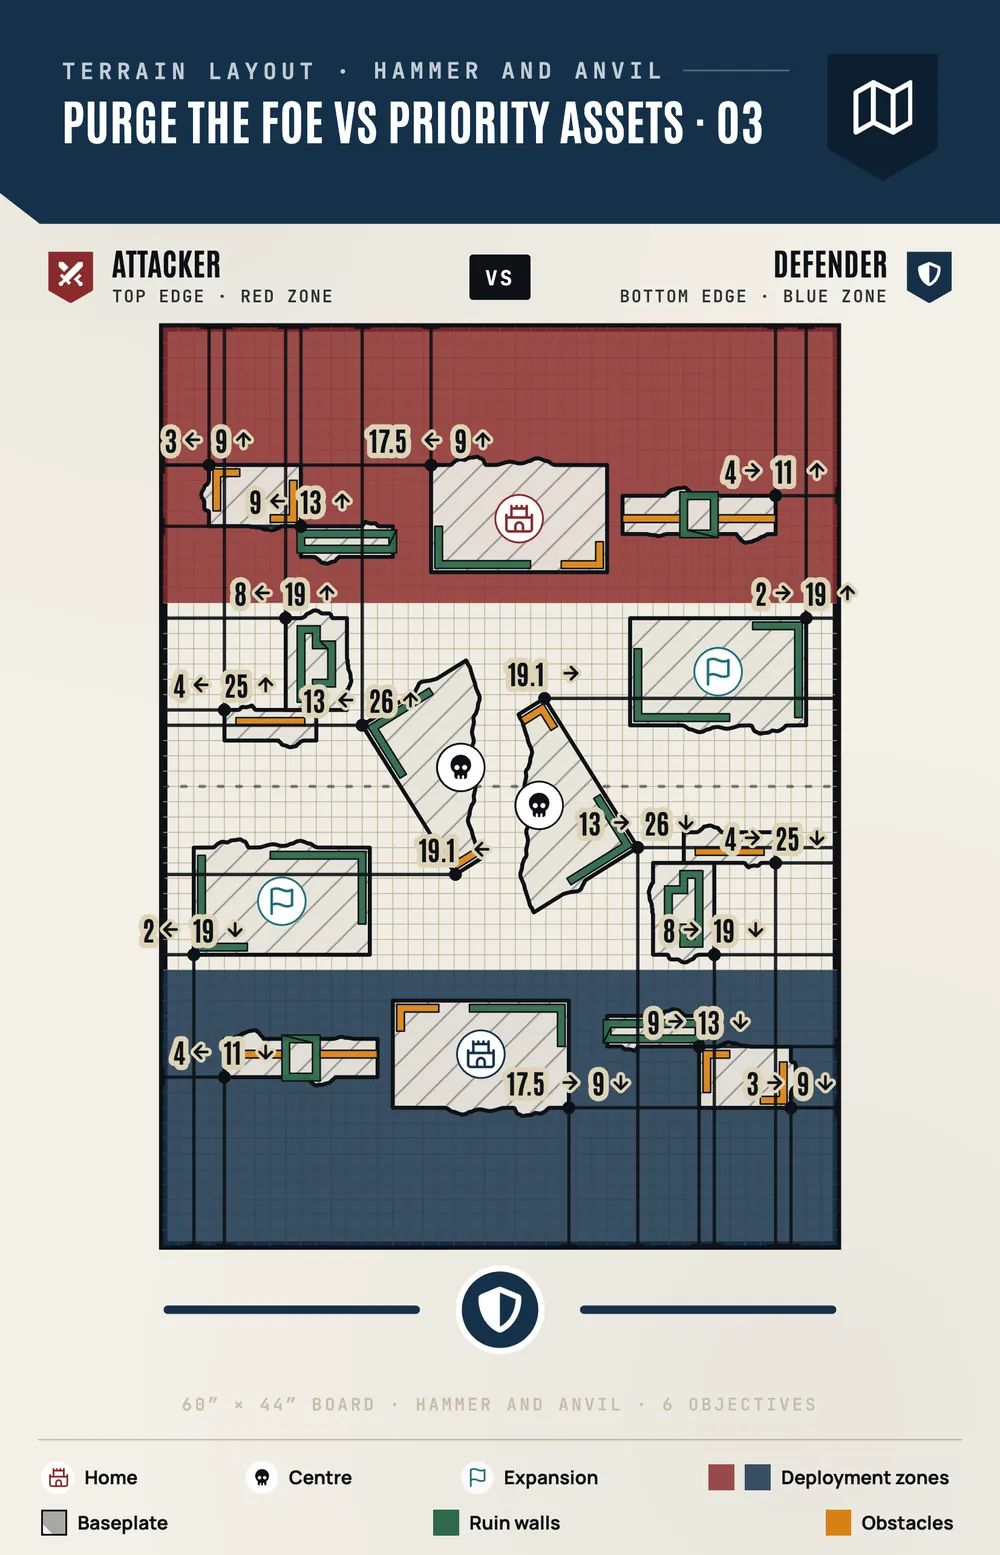 TERRAIN LAYOUT · HAMMER AND ANVIL
PURGE THE FOE VS PRIORITY ASSETS · 03
ATTACKER
TOP EDGE · RED ZONE
VS
DEFENDER
BOTTOM EDGE · BLUE ZONE
3 ← 9 ↑
17.5 ← 9 ↑
4 → 11 ↑
9 ← 13 ↑
8 ← 19 ↑
2 → 19 ↑
4 ← 25 ↑
13 ← 26 ↑
19.1 →
13 → 26 ↓
4 → 25 ↓
19.1 ←
2 ← 19 ↓
8 → 19 ↓
9 → 13 ↓
4 ← 11 ↓
17.5 → 9 ↓
3 → 9 ↓
60” × 44” BOARD · HAMMER AND ANVIL · 6 OBJECTIVES
Home
Centre
Expansion
Deployment zones
Baseplate
Ruin walls
Obstacles